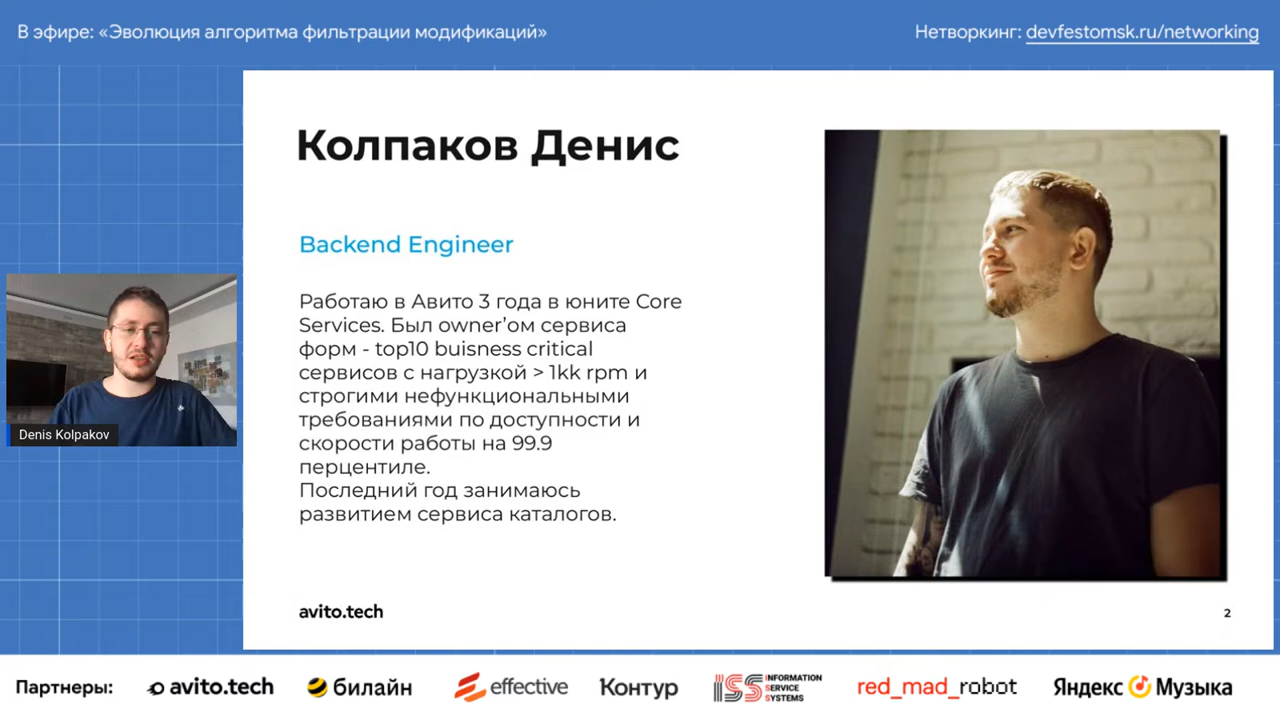 В эфире: «Эволюция алгоритма фильтрации модификаций»
Нетворкинг: devfestomsk.ru/networking
Колпаков Денис
Backend Engineer
Работаю в Авито 3 года в юните Core
Services. Был owner’ом сервиса
форм - top10 buisness critical
сервисов с нагрузкой > 1kk rpm и
строгими нефункциональными
требованиями по доступности и
скорости работы на 99.9
перцентиле.
Последний год занимаюсь
развитием сервиса каталогов.
Denis Kolpakov
avito.tech
2
Партнеры:
avito.tech
билайн
effective
Контур
ISS INFORMATION
SERVICE
SYSTEMS
red_mad_robot
Яндекс Музыка